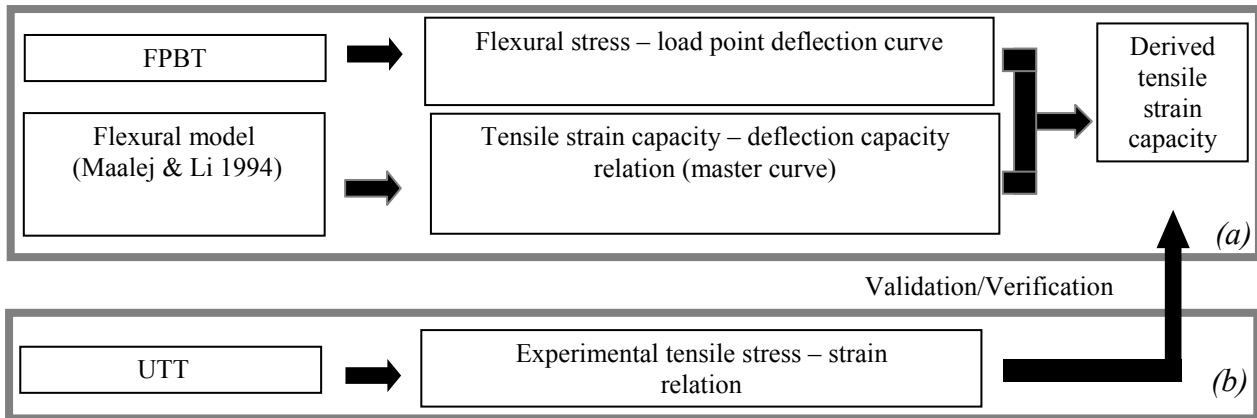 FPBT
Flexural stress – load point deflection curve
Derived
tensile
strain
capacity
Flexural model
(Maalej & Li 1994)
Tensile strain capacity – deflection capacity
relation (master curve)
(a)
Validation/Verification
UTT
Experimental tensile stress – strain
relation
(b)